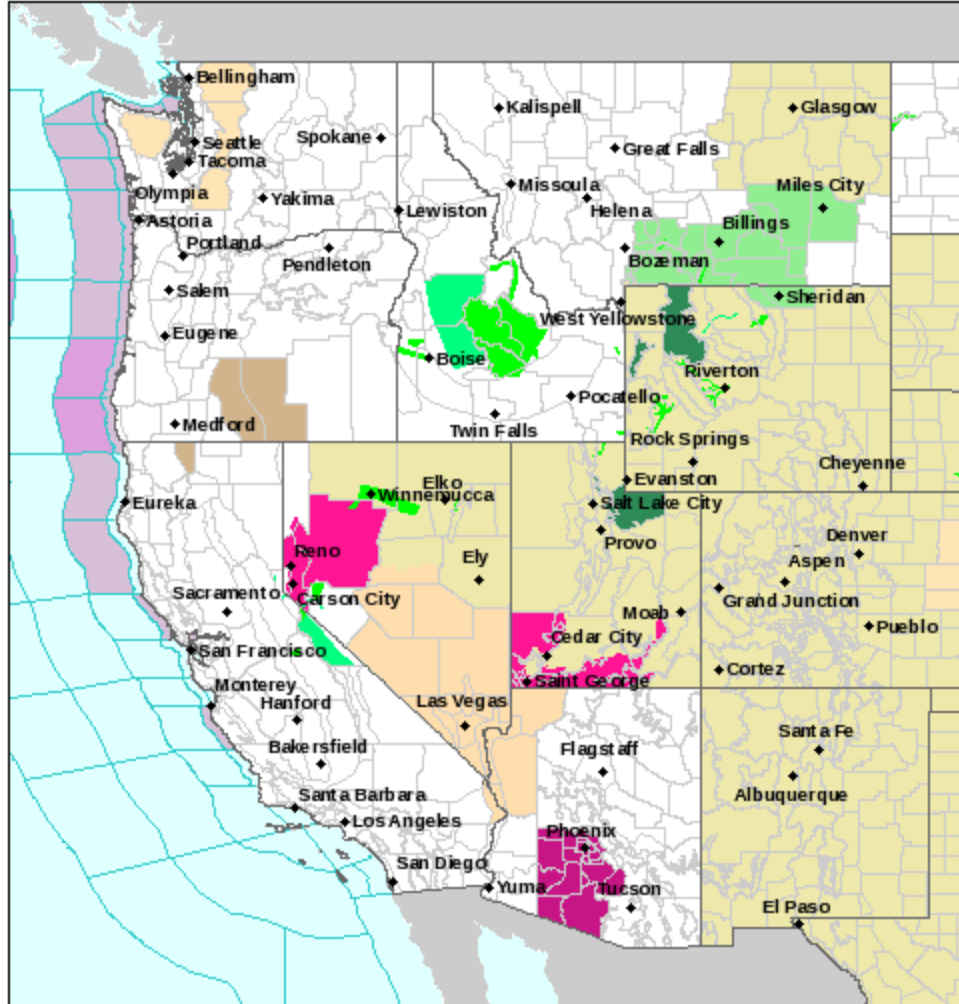 Bellingham
Kalispell
Glasgow
Spokane
Seattle
Great Falls
Tacoma
Olympia
Missoula
Miles City
Yakima
Helena
Lewiston
Astoria
Billings
Portland
Pendleton
Bozeman
Salem
Sheridan
West Yellowstone
Eugene
Boise
Riverton
Pocatello
Medford
Twin Falls
Rock Springs
Cheyenne
Evanston
Elko
Winnemucca
Eureka
Salt Lake City
Provo
Denver
Reno
Ely
Aspen
Sacramento
Carson City
Grand Junction
Moab
Pueblo
Cedar City
San Francisco
Cortez
Saint George
Monterey
Hanford
Las Vegas
Santa Fe
Bakersfield
Flagstaff
Santa Barbara
Albuquerque
Los Angeles
Phoenix
San Diego
Yuma
Tucson
El Paso